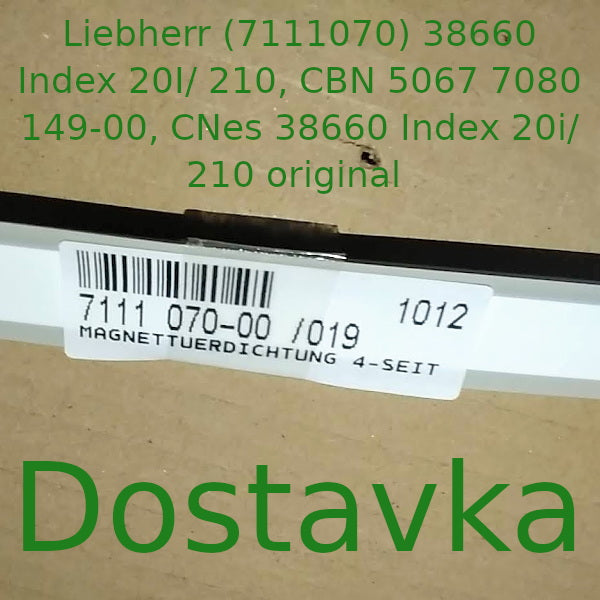 Liebherr (7111070) 38660
Index 20I/ 210, CBN 5067 7080
149-00, CNes 38660 Index 20i/
210 original
7111 070-00 /019 1012
MAGNETTUERDICHTUNG 4-SEIT
Dostavka